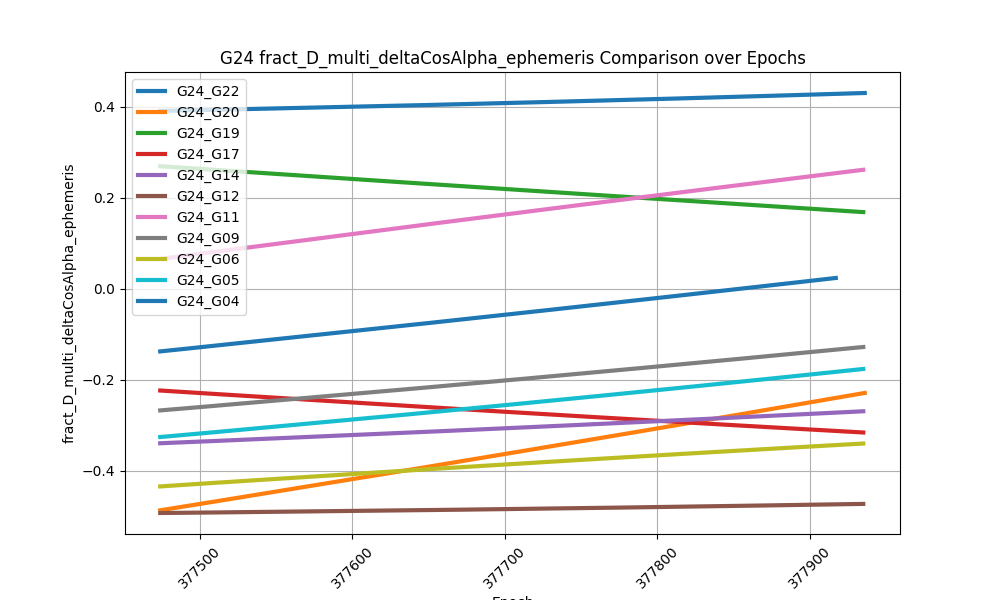 G24 fract_D_multi_deltaCosAlpha_ephemeris Comparison over Epochs
fract_D_multi_deltaCosAlpha_ephemeris
0.4
0.2
0.0
−0.2
−0.4
G24_G22
G24_G20
G24_G19
G24_G17
G24_G14
G24_G12
G24_G11
G24_G09
G24_G06
G24_G05
G24_G04
377500
377600
377700
377800
377900
Epoch